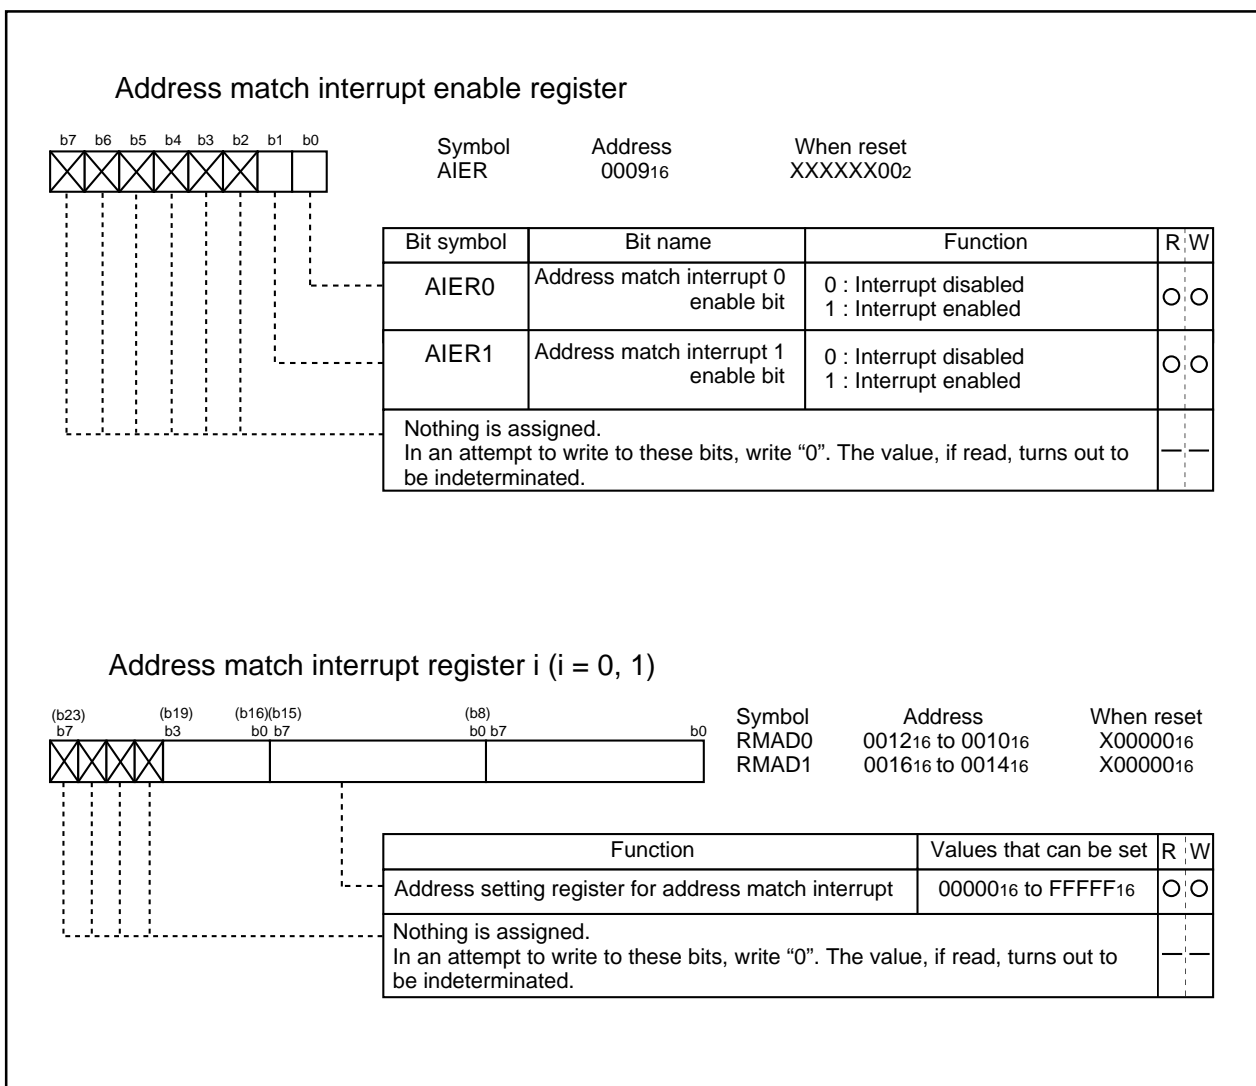 Address match interrupt enable register
b7 b6 b5 b4 b3 b2 b1 b0
Symbol Address When reset
AIER 000916 XXXXXX002
Bit symbol Bit name Function R W
AIER0 Address match interrupt 0 enable bit 0 : Interrupt disabled
1 : Interrupt enabled
AIER1 Address match interrupt 1 enable bit 0 : Interrupt disabled
1 : Interrupt enabled
Nothing is assigned.
In an attempt to write to these bits, write “0”. The value, if read, turns out to
be indeterminated.
Address match interrupt register i (i = 0, 1)
(b23) (b19) (b16)(b15) (b8)
b7 b3 b0 b7 b0 b7 b0
Symbol Address When reset
RMAD0 001216 to 001016 X0000016
RMAD1 001616 to 001416 X0000016
Function Values that can be set R W
Address setting register for address match interrupt 0000016 to FFFFF16
Nothing is assigned.
In an attempt to write to these bits, write “0”. The value, if read, turns out to
be indeterminated.